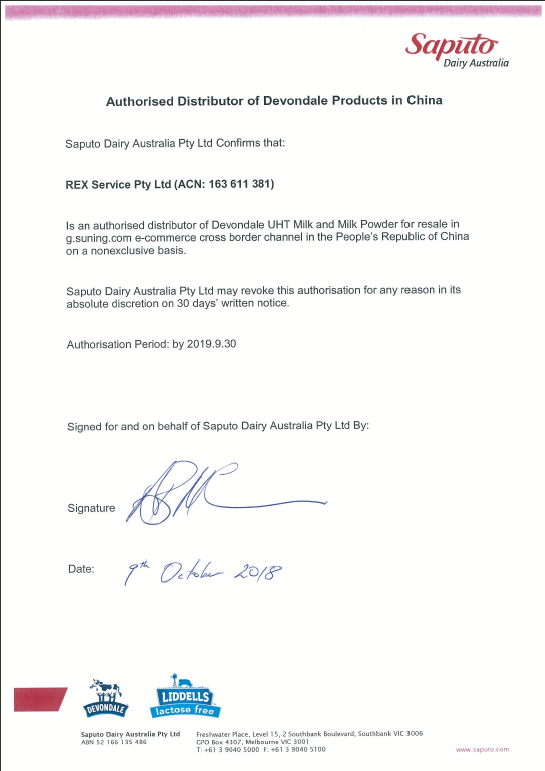 Saputo
Dairy Australia
Authorised Distributor of Devondale Products in China
Saputo Dairy Australia Pty Ltd Confirms that:
REX Service Pty Ltd (ACN: 163 611 381)
Is an authorised distributor of Devondale UHT Milk and Milk Powder for resale in
g.suning.com e-commerce cross border channel in the People's Republic of China
on a nonexclusive basis.
Saputo Dairy Australia Pty Ltd may revoke this authorisation for any reason in its
absolute discretion on 30 days' written notice.
Authorisation Period: by 2019.9.30
Signed for and on behalf of Saputo Dairy Australia Pty Ltd By:
Signature
Date: 9th October 2018
DEVONDALE
LIDDELLS
lactose free
Saputo Dairy Australia Pty Ltd
ABN 52 166 135 486
Freshwater Place, Level 15, 2 Southbank Boulevard, Southbank VIC 3006
GPO Box 4307, Melbourne VIC 3001
T: +61 3 9040 5000 F: +61 3 9040 5100
www.saputo.com